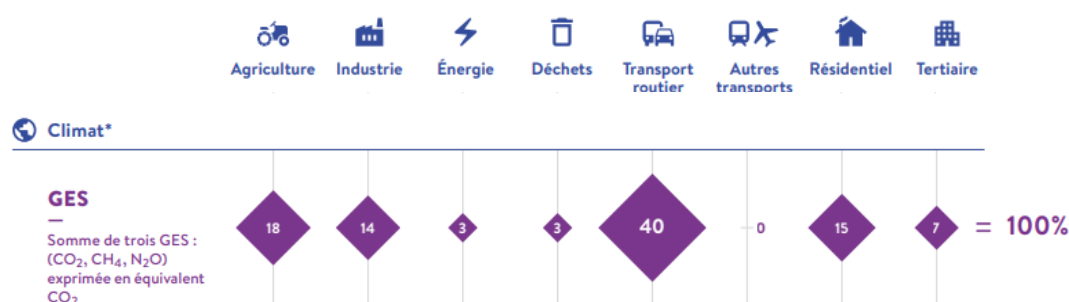 Agriculture Industrie Énergie Déchets Transport routier Autres transports Résidentiel Tertiaire
Climat*
GES
18 14 3 3 40 0 15 7 = 100%
Somme de trois GES :
(CO₂, CH₄, N₂O)
exprimée en équivalent
CO₂